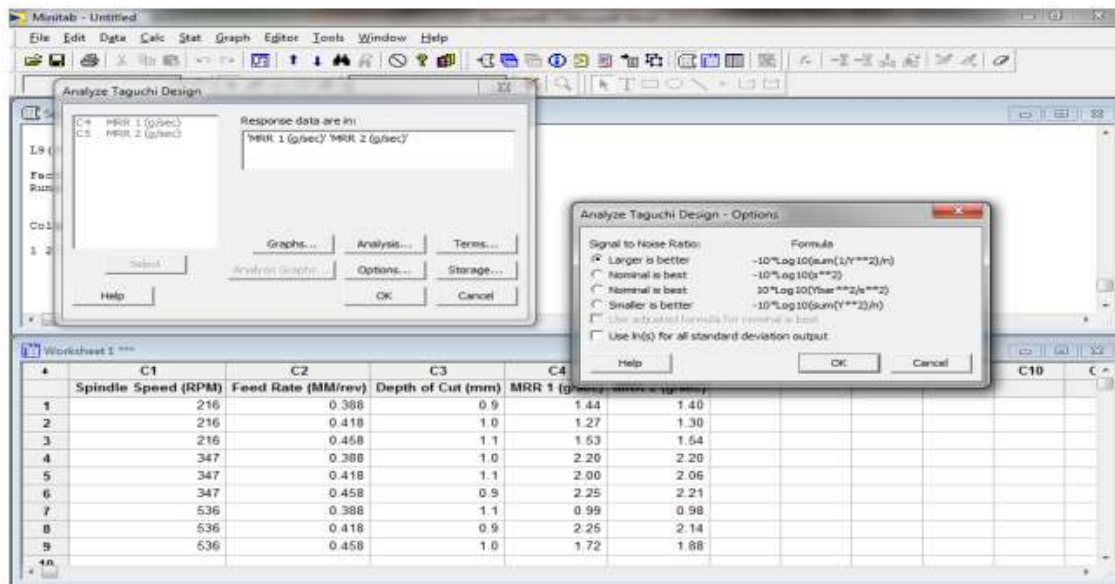 Minitab - Untitled
File Edit Data Calc Stat Graph Editor Tools Window Help
Analyze Taguchi Design
C4 MRR 1 (g/sec)
C5 MRR 2 (g/sec)
Response data are in:
'MRR 1 (g/sec)' 'MRR 2 (g/sec)'
L9(
Run
Col
1 2
Graphs... Analysis... Terms...
Select Analysis Graphs... Options... Storage...
Help OK Cancel
Analyze Taguchi Design - Options
Signal to Noise Ratio: Formula
Larger is better -10*Log10(sum(1/Y**2)/n)
Nominal is best -10*Log10(s**2)
Nominal is best 10*Log10(Ybar**2/s**2)
Smaller is better -10*Log10(sum(Y**2)/n)
Use adjusted formula for nominal is best
Use ln(s) for all standard deviation output
Help OK Cancel
Worksheet 1 ***
C1 C2 C3 C4 C10
Spindle Speed (RPM) Feed Rate (MM/rev) Depth of Cut (mm) MRR 1 (g/sec) MRR 2 (g/sec)
1 216 0.388 0.9 1.44 1.40
2 216 0.418 1.0 1.27 1.30
3 216 0.458 1.1 1.53 1.54
4 347 0.388 1.0 2.20 2.20
5 347 0.418 1.1 2.00 2.06
6 347 0.458 0.9 2.25 2.21
7 536 0.388 1.1 0.99 0.98
8 536 0.418 0.9 2.25 2.14
9 536 0.458 1.0 1.72 1.88
10